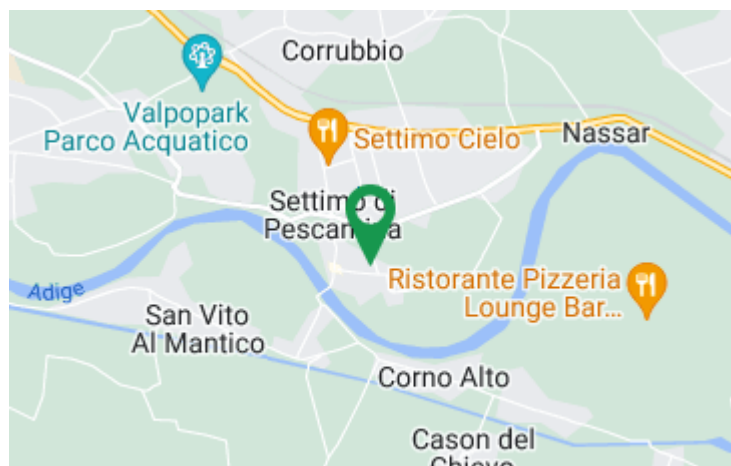 Corrubbio
Valpopark
Parco Acquatico
Settimo Cielo
Nassar
Settimo di
Pescantina
Adige
Ristorante Pizzeria
Lounge Bar...
San Vito
Al Mantico
Corno Alto
Cason del
Chievo